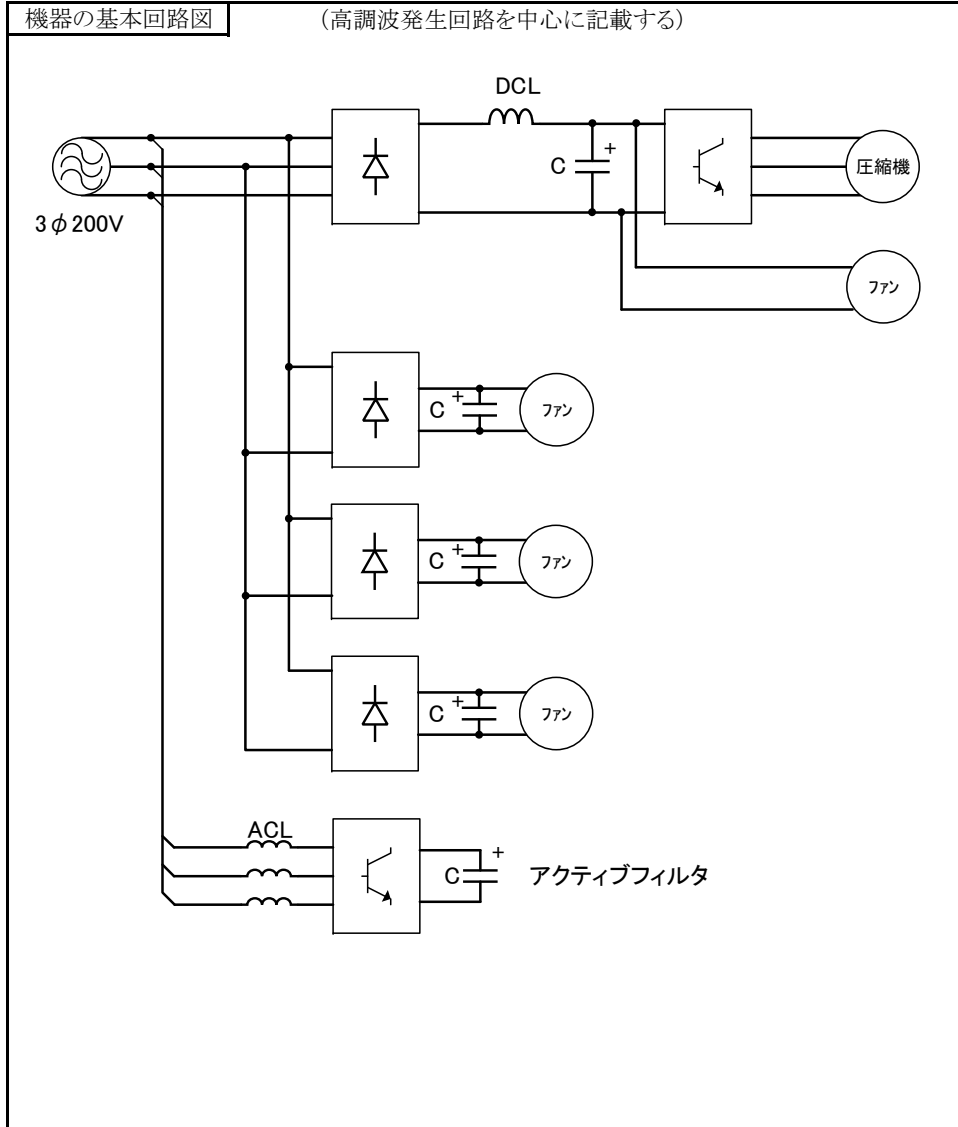 機器の基本回路図 (高調波発生回路を中心に記載する)
DCL
C +
圧縮機
3φ200V
ファン
C +
ファン
C +
ファン
C +
ファン
ACL
C +
アクティブフィルタ